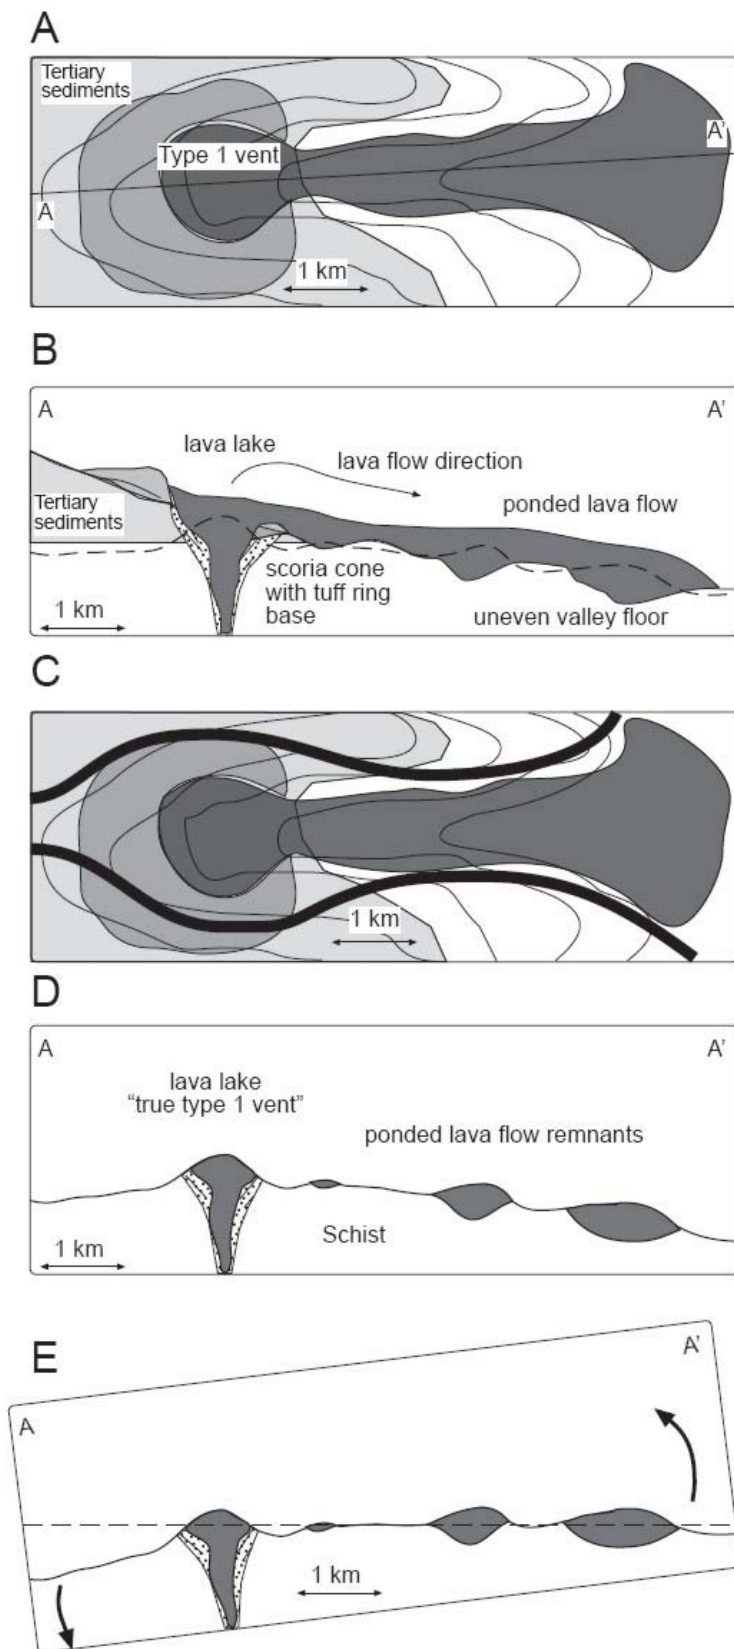 A
Tertiary
sediments
Type 1 vent
A'
A
1 km
B
A
A'
lava lake
lava flow direction
ponded lava flow
Tertiary
sediments
scoria cone
with tuff ring
base
1 km
uneven valley floor
C
1 km
D
A
A'
lava lake
"true type 1 vent"
ponded lava flow remnants
1 km
Schist
E
A'
A
1 km